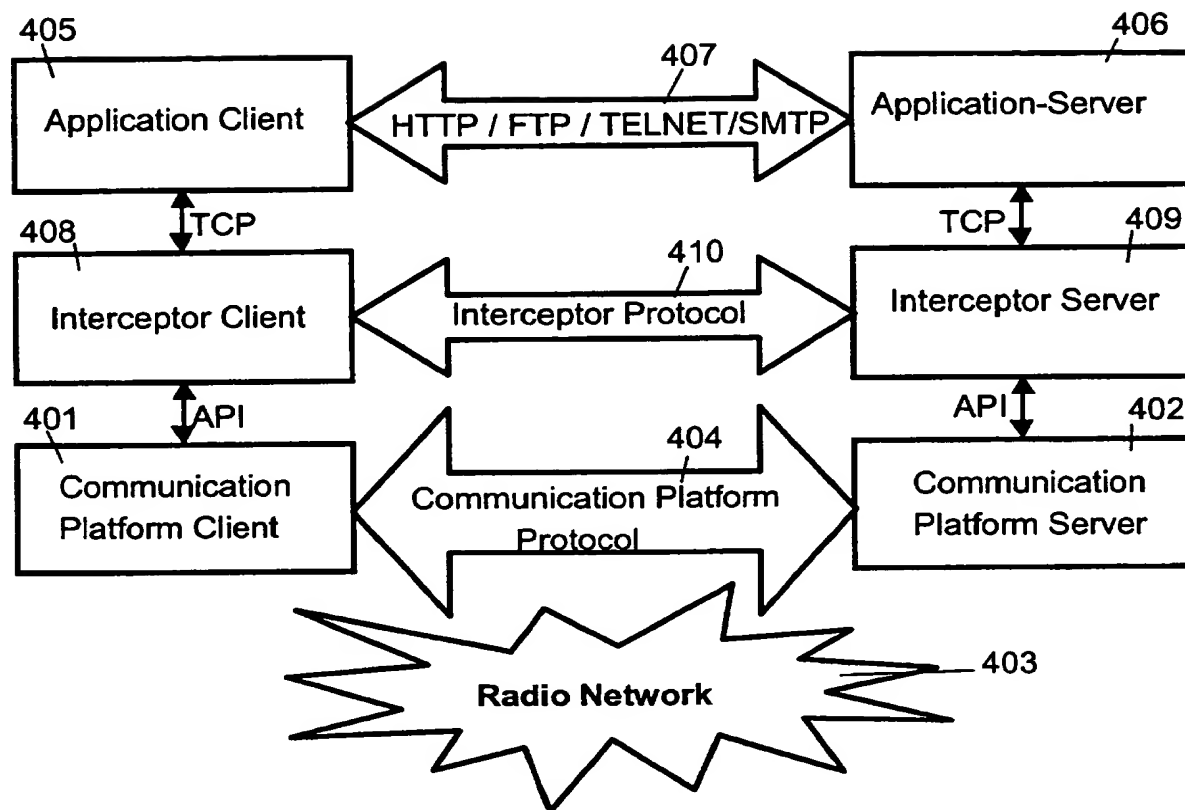 405
406
407
Application Client
HTTP / FTP / TELNET/SMTP
Application-Server
TCP
TCP
408
409
410
Interceptor Client
Interceptor Protocol
Interceptor Server
API
API
401
402
404
Communication
Platform Client
Communication Platform
Protocol
Communication
Platform Server
403
Radio Network